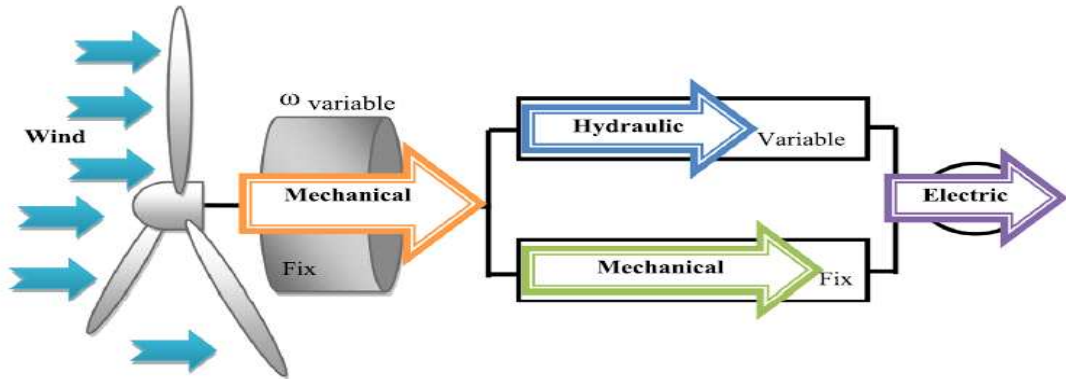 Wind
ω variable
Mechanical
Fix
Hydraulic
Variable
Mechanical
Fix
Electric